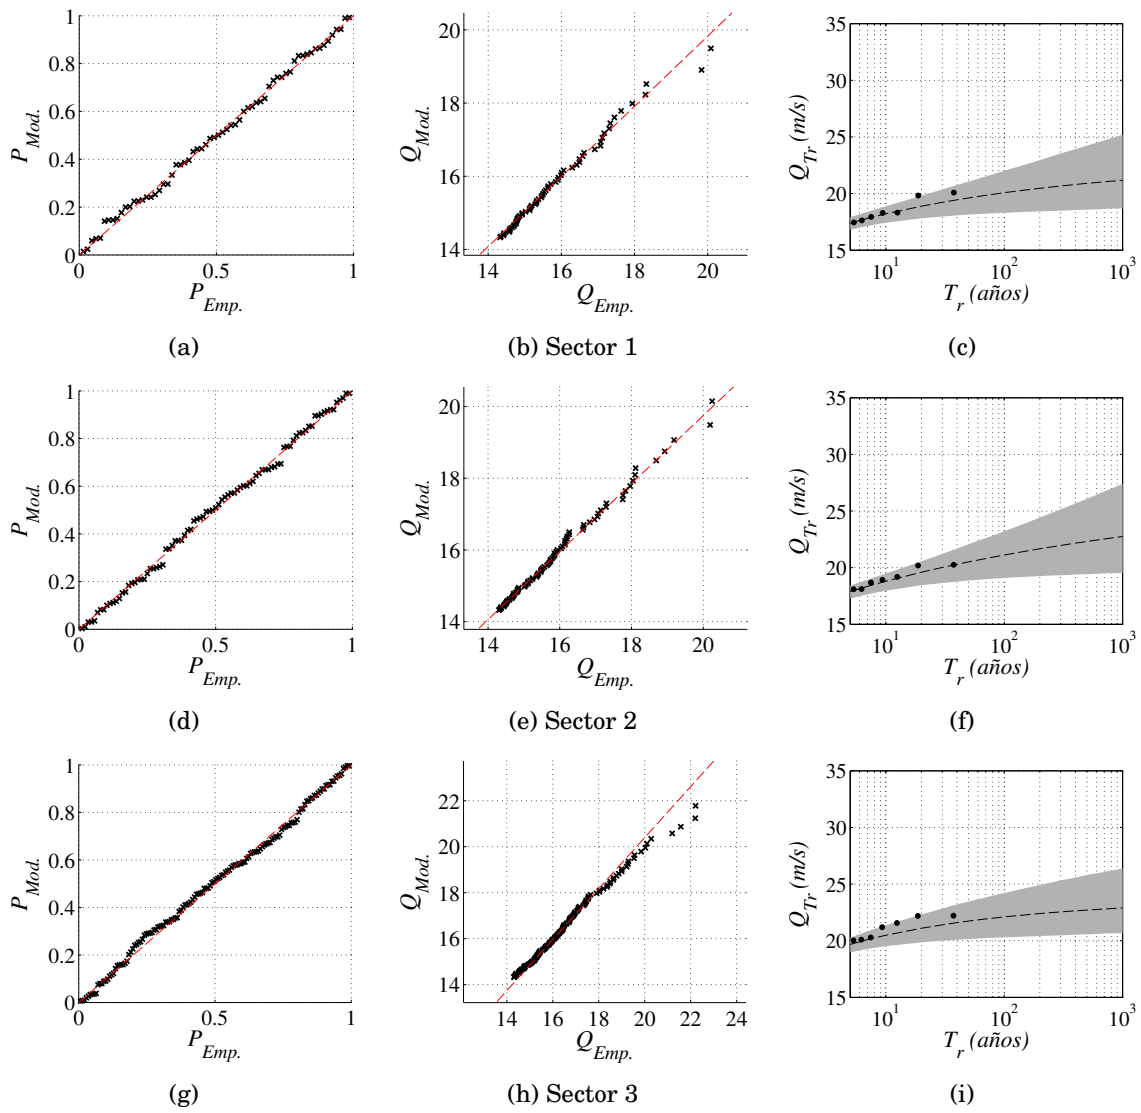 1
0.8
0.6
0.4
0.2
0
0 0.5 1
P_Mod.
P_Emp.
(a)
20
18
16
14
14 16 18 20
Q_Mod.
Q_Emp.
(b) Sector 1
35
30
25
20
15
10^1 10^2 10^3
Q_Tr (m/s)
T_r (años)
(c)
1
0.8
0.6
0.4
0.2
0
0 0.5 1
P_Mod.
P_Emp.
(d)
20
18
16
14
14 16 18 20
Q_Mod.
Q_Emp.
(e) Sector 2
35
30
25
20
15
10^1 10^2 10^3
Q_Tr (m/s)
T_r (años)
(f)
1
0.8
0.6
0.4
0.2
0
0 0.5 1
P_Mod.
P_Emp.
(g)
22
20
18
16
14
14 16 18 20 22 24
Q_Mod.
Q_Emp.
(h) Sector 3
35
30
25
20
15
10^1 10^2 10^3
Q_Tr (m/s)
T_r (años)
(i)